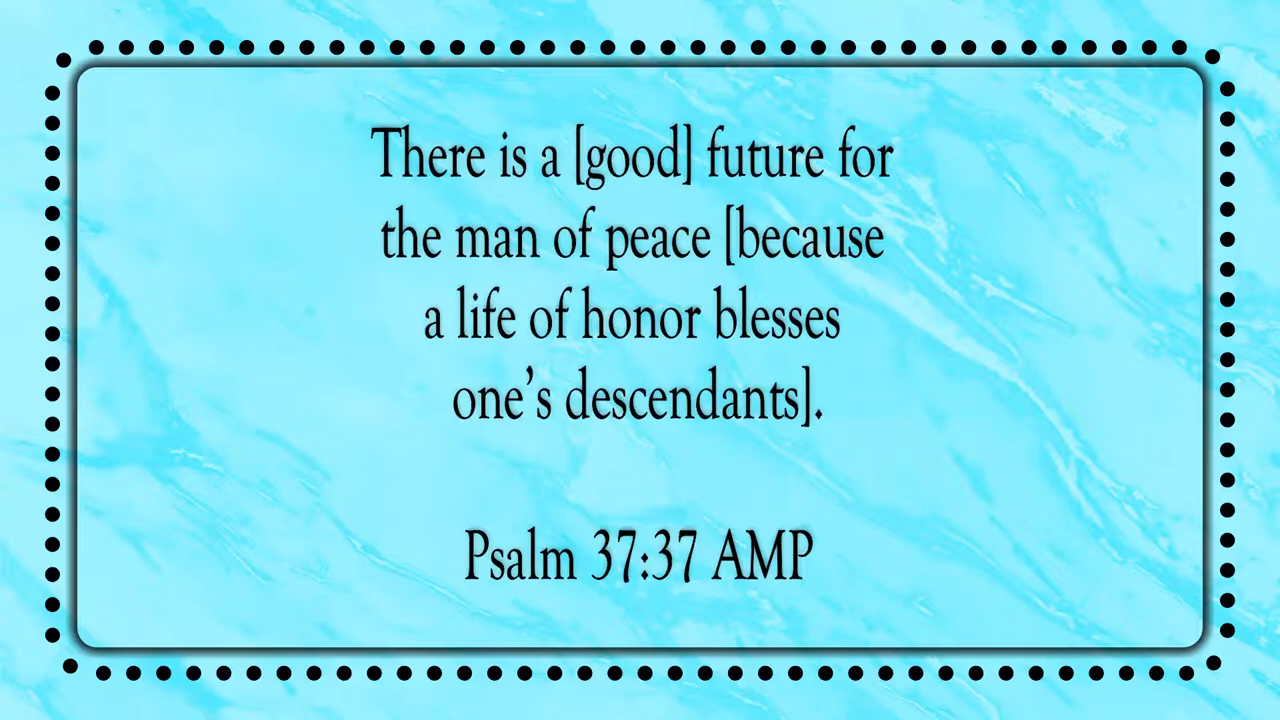 There is a [good] future for
the man of peace [because
a life of honor blesses
one’s descendants].
Psalm 37:37 AMP